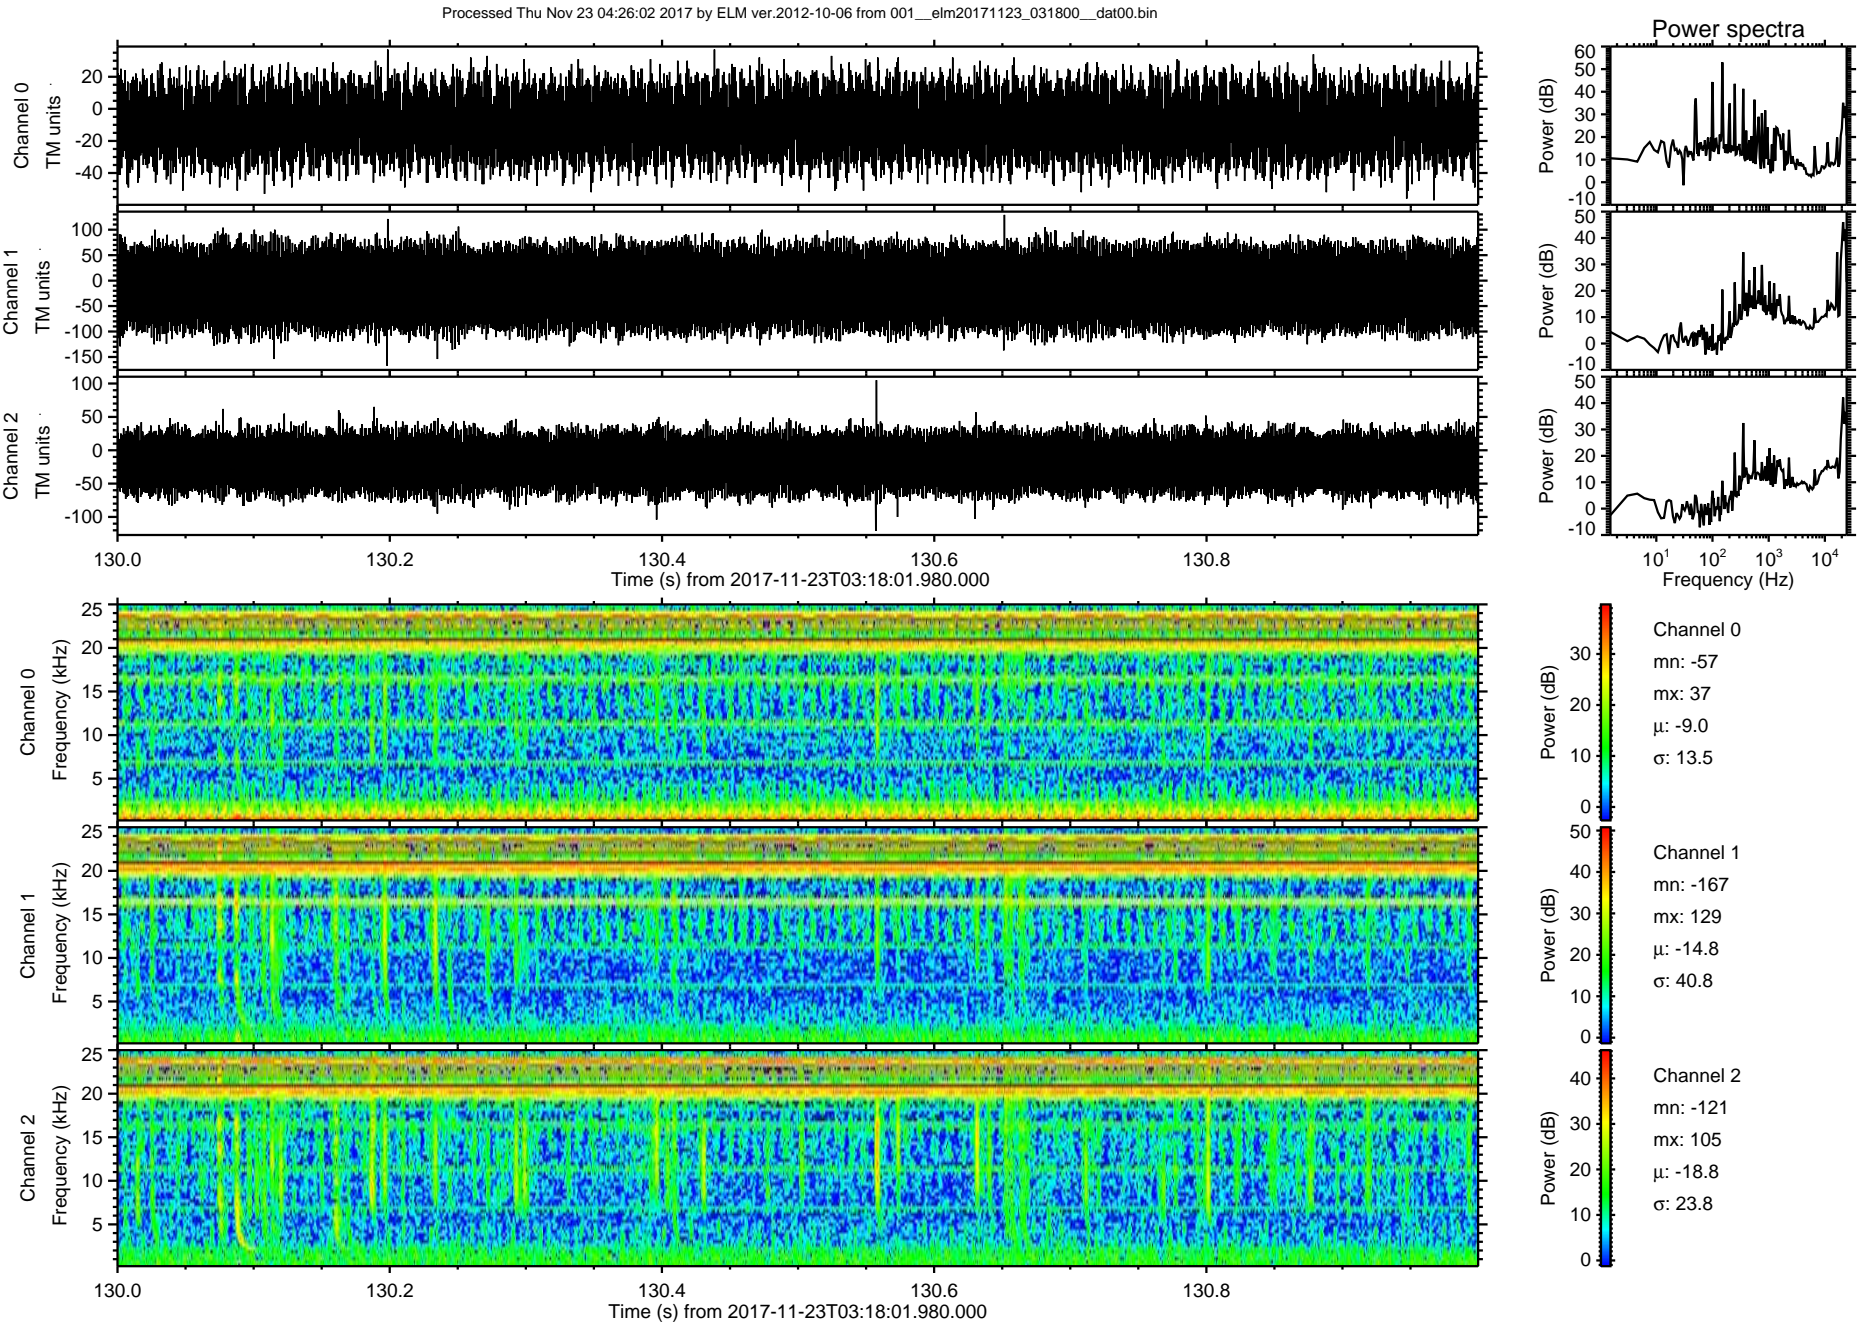 Processed Thu Nov 23 04:26:02 2017 by ELM ver.2012-10-06 from 001__elm20171123_031800__dat00.bin
Power spectra
Channel 0
TM units
20
0
-20
-40
Power (dB)
60
50
40
30
20
10
0
-10
Channel 1
TM units
100
50
0
-50
-100
-150
Power (dB)
50
40
30
20
10
0
-10
Channel 2
TM units
100
50
0
-50
-100
Power (dB)
50
40
30
20
10
0
-10
130.0 130.2 130.4 130.6 130.8
Time (s) from 2017-11-23T03:18:01.980.000
10¹ 10² 10³ 10⁴
Frequency (Hz)
Channel 0
Frequency (kHz)
25
20
15
10
5
Power (dB)
30
20
10
0
Channel 0
mn: -57
mx: 37
µ: -9.0
σ: 13.5
Channel 1
Frequency (kHz)
25
20
15
10
5
Power (dB)
50
40
30
20
10
0
Channel 1
mn: -167
mx: 129
µ: -14.8
σ: 40.8
Channel 2
Frequency (kHz)
25
20
15
10
5
Power (dB)
40
30
20
10
0
Channel 2
mn: -121
mx: 105
µ: -18.8
σ: 23.8
130.0 130.2 130.4 130.6 130.8
Time (s) from 2017-11-23T03:18:01.980.000